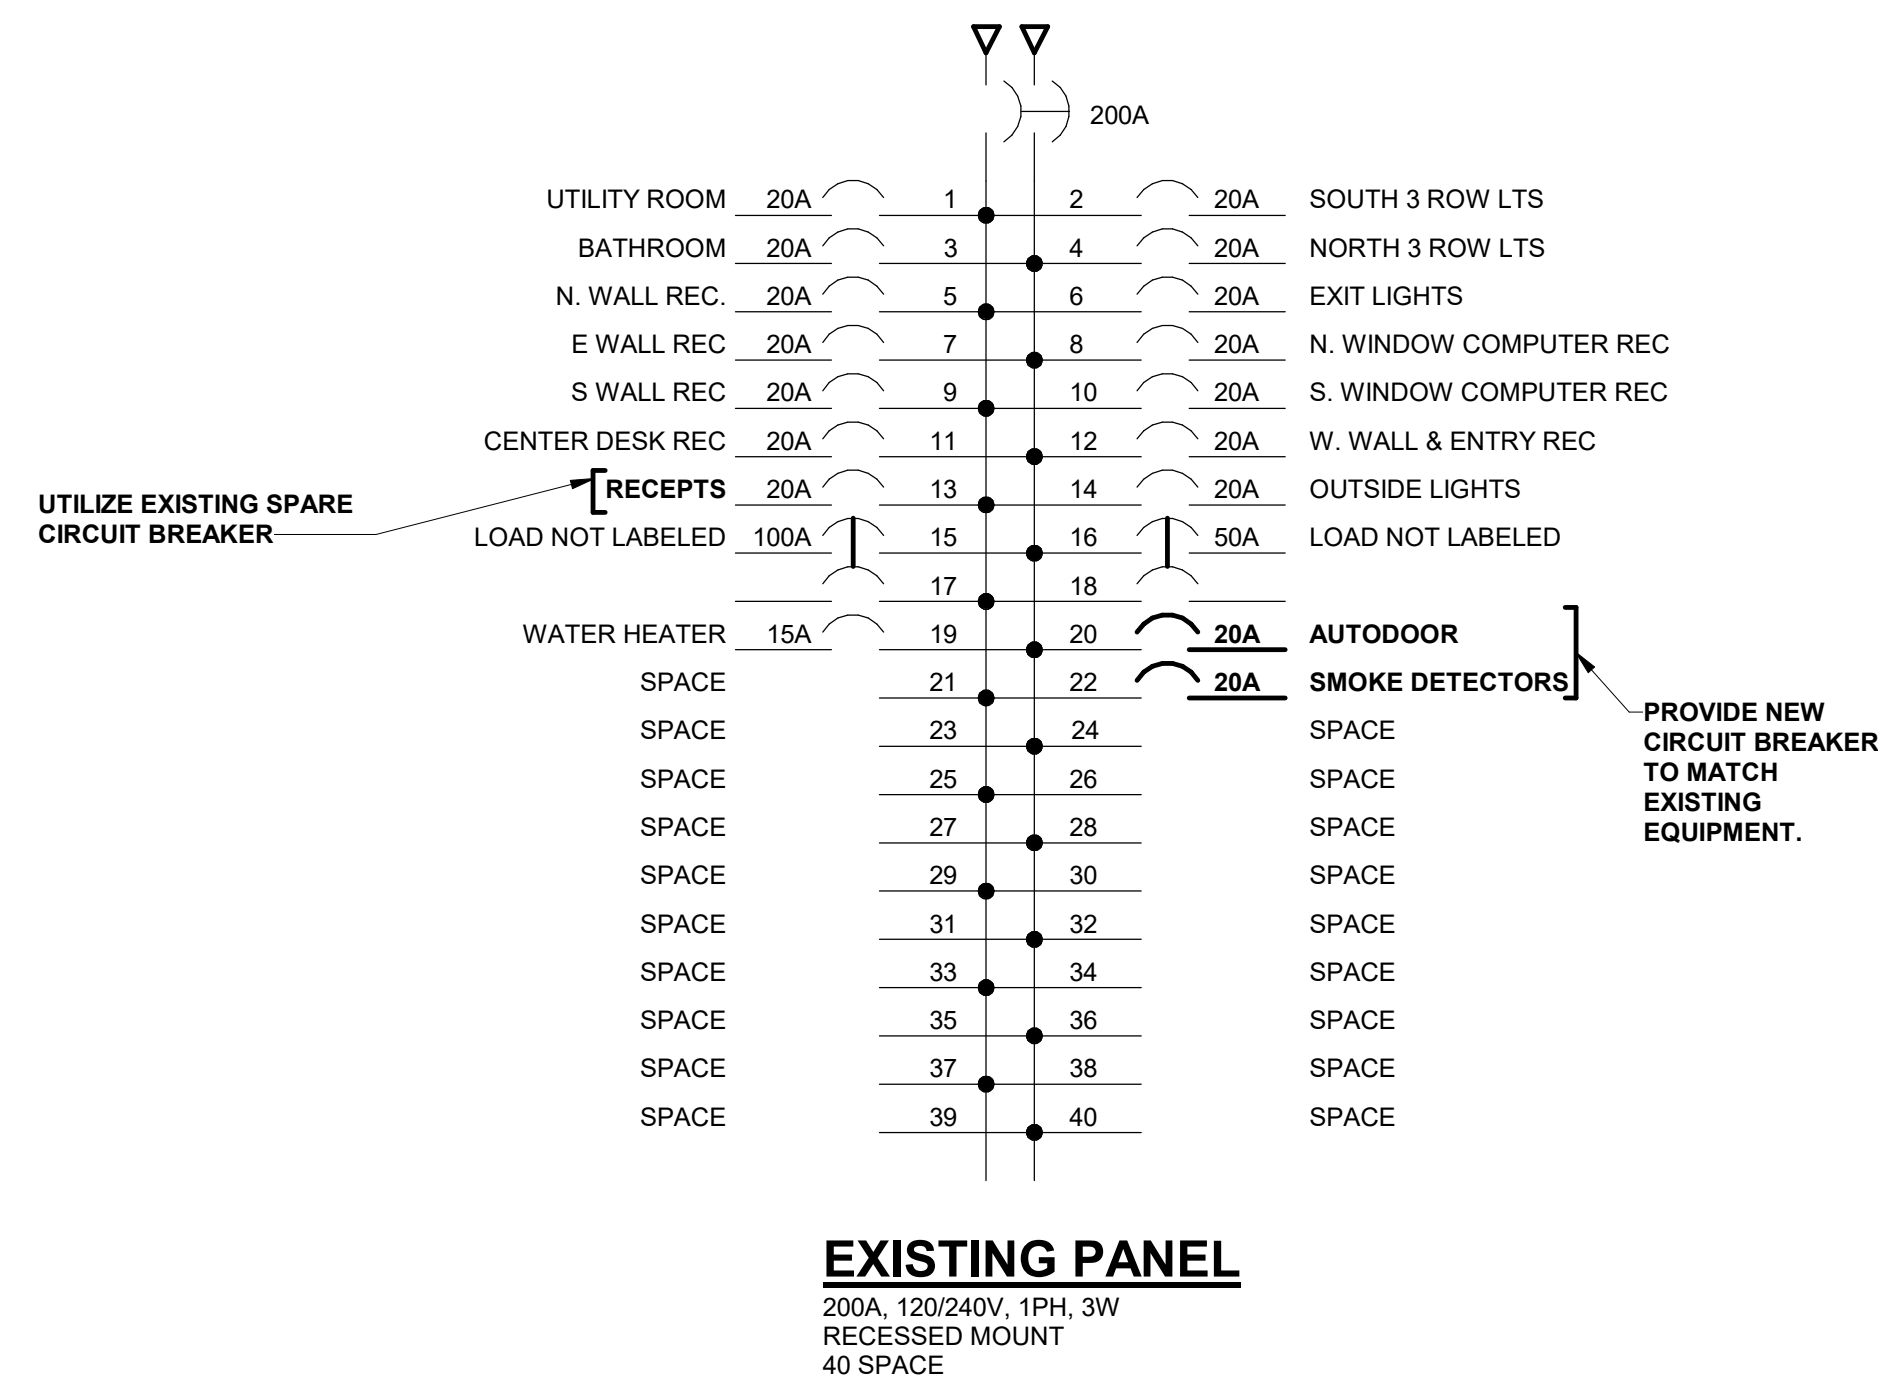 200A
UTILITY ROOM 20A 1 2 20A SOUTH 3 ROW LTS
BATHROOM 20A 3 4 20A NORTH 3 ROW LTS
N. WALL REC. 20A 5 6 20A EXIT LIGHTS
E WALL REC 20A 7 8 20A N. WINDOW COMPUTER REC
S WALL REC 20A 9 10 20A S. WINDOW COMPUTER REC
CENTER DESK REC 20A 11 12 20A W. WALL & ENTRY REC
RECEPTS 20A 13 14 20A OUTSIDE LIGHTS
UTILIZE EXISTING SPARE
CIRCUIT BREAKER
LOAD NOT LABELED 100A 15 16 50A LOAD NOT LABELED
17 18
WATER HEATER 15A 19 20 20A AUTODOOR
SPACE 21 22 20A SMOKE DETECTORS
PROVIDE NEW
CIRCUIT BREAKER
TO MATCH
EXISTING
EQUIPMENT.
SPACE 23 24 SPACE
SPACE 25 26 SPACE
SPACE 27 28 SPACE
SPACE 29 30 SPACE
SPACE 31 32 SPACE
SPACE 33 34 SPACE
SPACE 35 36 SPACE
SPACE 37 38 SPACE
SPACE 39 40 SPACE
EXISTING PANEL
200A, 120/240V, 1PH, 3W
RECESSED MOUNT
40 SPACE